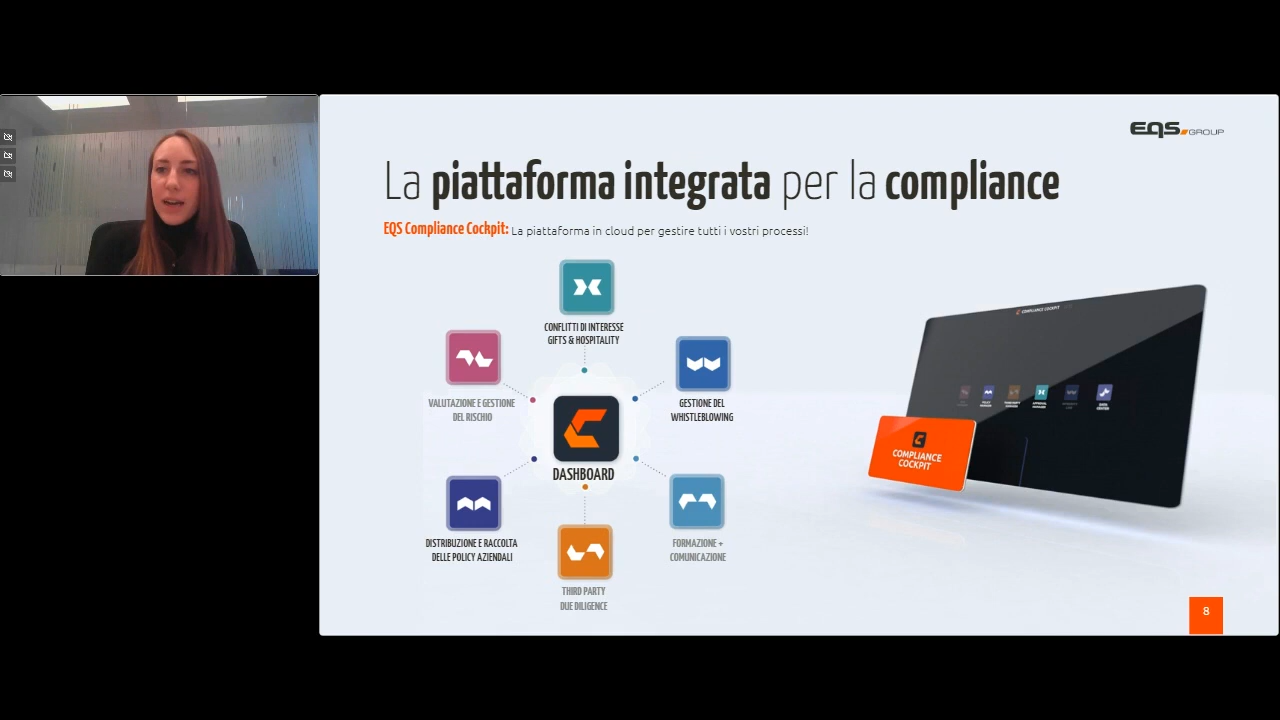 EQS GROUP
La piattaforma integrata per la compliance
EQS Compliance Cockpit: La piattaforma in cloud per gestire tutti i vostri processi!
CONFLITTI DI INTERESSE
GIFTS & HOSPITALITY
VALUTAZIONE E GESTIONE
DEL RISCHIO
GESTIONE DEL
WHISTLEBLOWING
DASHBOARD
DISTRIBUZIONE E RACCOLTA
DELLE POLICY AZIENDALI
FORMAZIONE +
COMUNICAZIONE
THIRD PARTY
DUE DILIGENCE
COMPLIANCE COCKPIT
COMPLIANCE
COCKPIT
8